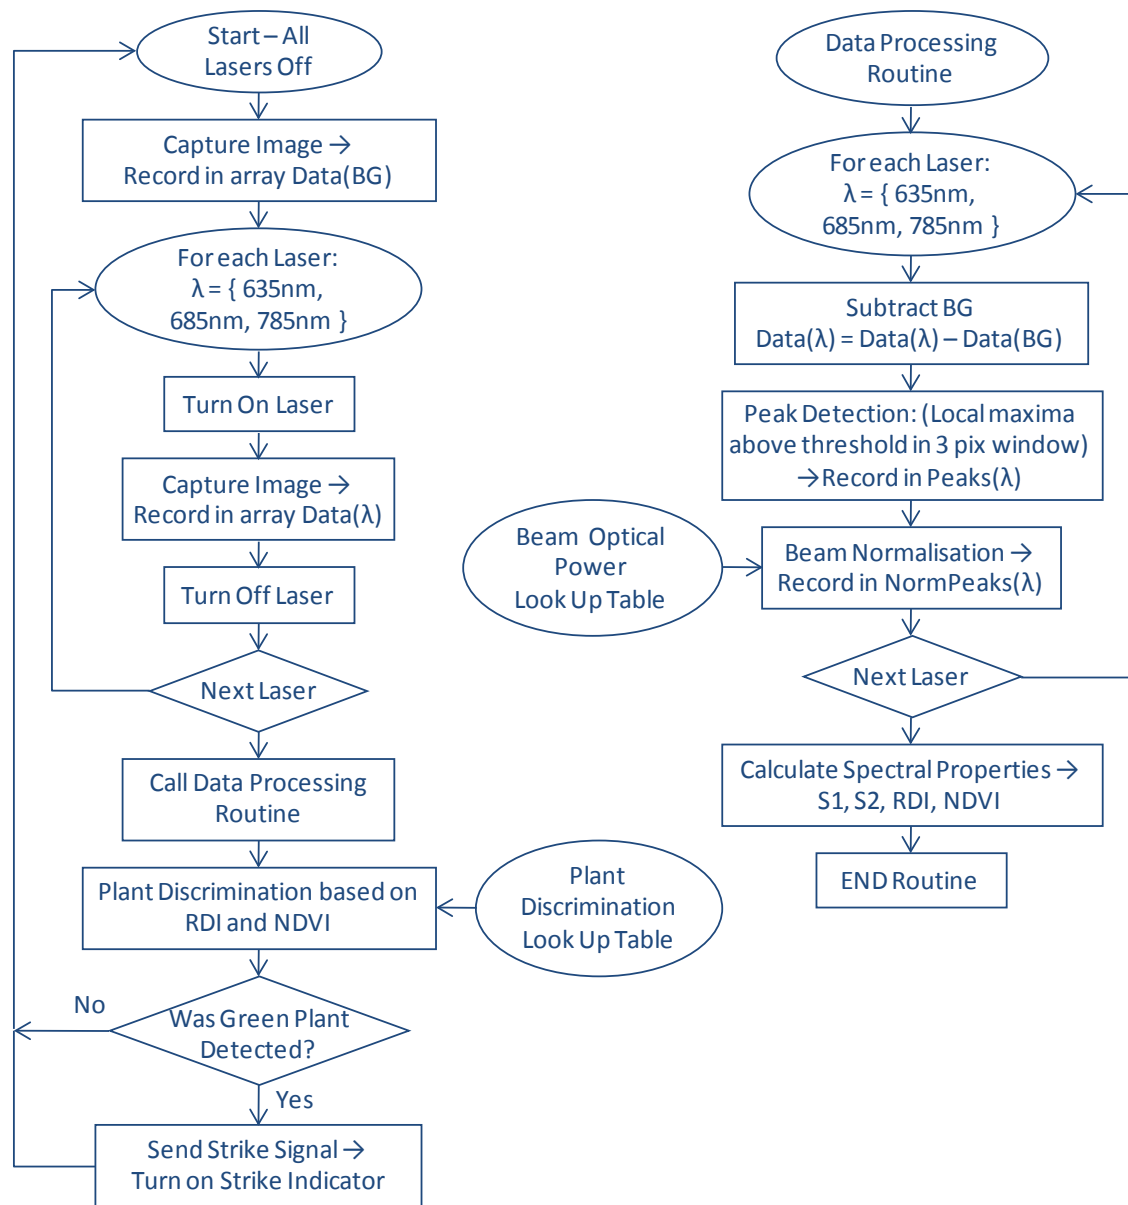 Start – All
Lasers Off
Capture Image →
Record in array Data(BG)
For each Laser:
λ = { 635nm,
685nm, 785nm }
Turn On Laser
Capture Image →
Record in array Data(λ)
Turn Off Laser
Next Laser
Call Data Processing
Routine
Plant Discrimination based on
RDI and NDVI
Plant
Discrimination
Look Up Table
No
Was Green Plant
Detected?
Yes
Send Strike Signal →
Turn on Strike Indicator
Data Processing
Routine
For each Laser:
λ = { 635nm,
685nm, 785nm }
Subtract BG
Data(λ) = Data(λ) – Data(BG)
Peak Detection: (Local maxima
above threshold in 3 pix window)
→Record in Peaks(λ)
Beam Optical
Power
Look Up Table
Beam Normalisation →
Record in NormPeaks(λ)
Next Laser
Calculate Spectral Properties →
S1, S2, RDI, NDVI
END Routine